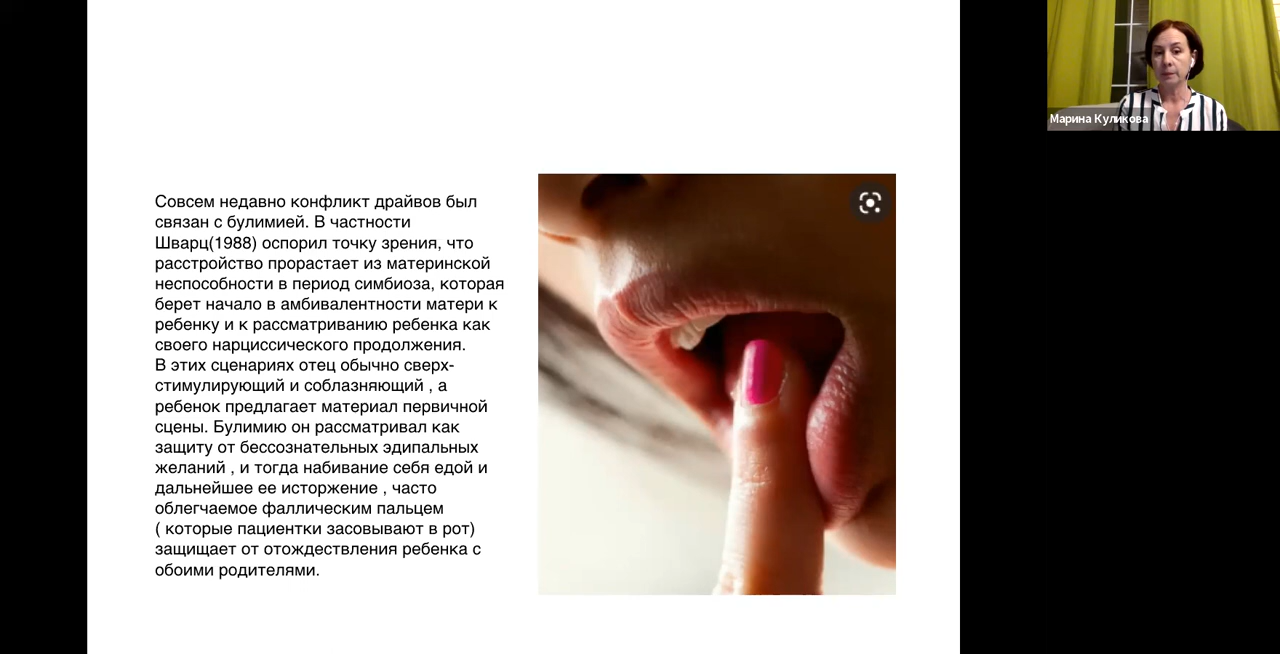 Совсем недавно конфликт драйвов был
связан с булимией. В частности
Шварц(1988) оспорил точку зрения, что
расстройство прорастает из материнской
неспособности в период симбиоза, которая
берет начало в амбивалентности матери к
ребенку и к рассматриванию ребенка как
своего нарциссического продолжения.
В этих сценариях отец обычно сверх-
стимулирующий и соблазняющий , а
ребенок предлагает материал первичной
сцены. Булимию он рассматривал как
защиту от бессознательных эдипальных
желаний , и тогда набивание себя едой и
дальнейшее ее исторжение , часто
облегчаемое фаллическим пальцем
( которые пациентки засовывают в рот)
защищает от отождествления ребенка с
обоими родителями.
Марина Куликова